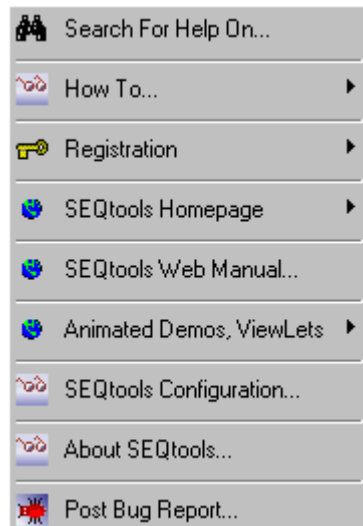 Search For Help On...
How To...
Registration
SEQtools Homepage
SEQtools Web Manual...
Animated Demos, ViewLets
SEQtools Configuration...
About SEQtools...
Post Bug Report...